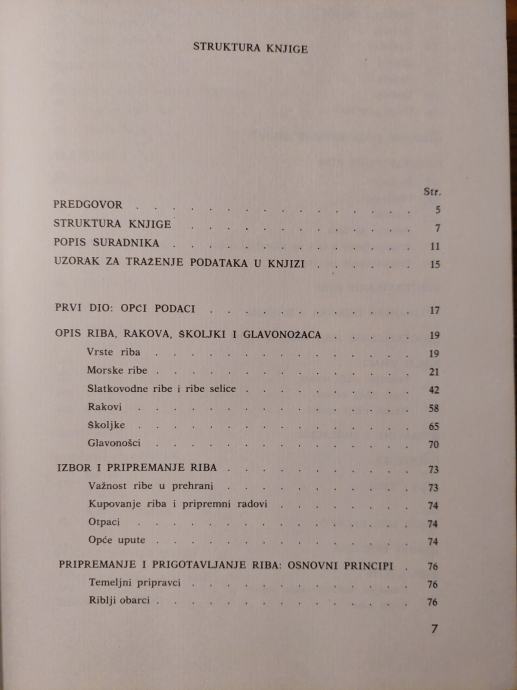 STRUKTURA KNJIGE
Str.
PREDGOVOR . . . . . . . . . . . . . . . . 5
STRUKTURA KNJIGE . . . . . . . . . . . . . 7
POPIS SURADNIKA . . . . . . . . . . . . . . 11
UZORAK ZA TRAŽENJE PODATAKA U KNJIZI . . . . . 15
PRVI DIO: OPĆI PODACI . . . . . . . . . . . 17
OPIS RIBA, RAKOVA, ŠKOLJKI I GLAVONOŽACA . . . . . 19
Vrste riba . . . . . . . . . . . . . . 19
Morske ribe . . . . . . . . . . . . . . 21
Slatkovodne ribe i ribe selice . . . . . . . . . 42
Rakovi . . . . . . . . . . . . . . . 58
Školjke . . . . . . . . . . . . . . . 65
Glavonošci . . . . . . . . . . . . . . 70
IZBOR I PRIPREMANJE RIBA . . . . . . . . . . 73
Važnost ribe u prehrani . . . . . . . . . . 73
Kupovanje riba i pripremni radovi . . . . . . . 74
Otpaci . . . . . . . . . . . . . . . 74
Opće upute . . . . . . . . . . . . . . 74
PRIPREMANJE I PRIGOTAVLJANJE RIBA: OSNOVNI PRINCIPI . 76
Temeljni pripravci . . . . . . . . . . . . 76
Riblji obarci . . . . . . . . . . . . . . 76
7